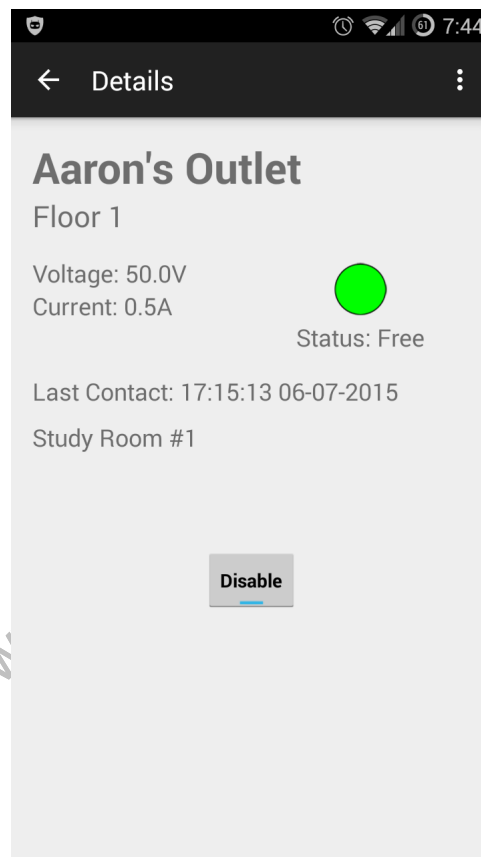 61 7:44
Details
Aaron's Outlet
Floor 1
Voltage: 50.0V
Current: 0.5A
Status: Free
Last Contact: 17:15:13 06-07-2015
Study Room #1
Disable